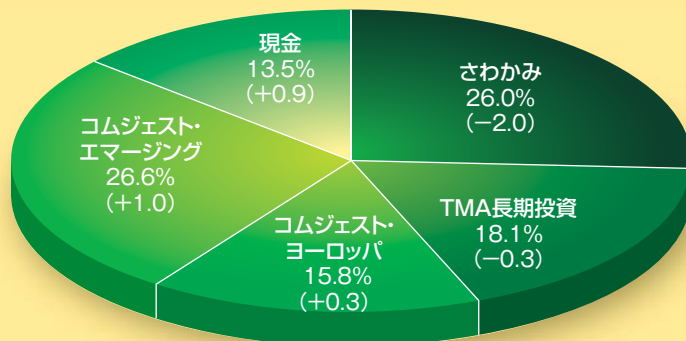 現金
13.5%
(+0.9)
さわかみ
26.0%
(−2.0)
コムジェスト・
エマージング
26.6%
(+1.0)
TMA長期投資
18.1%
(−0.3)
コムジェスト・
ヨーロッパ
15.8%
(+0.3)